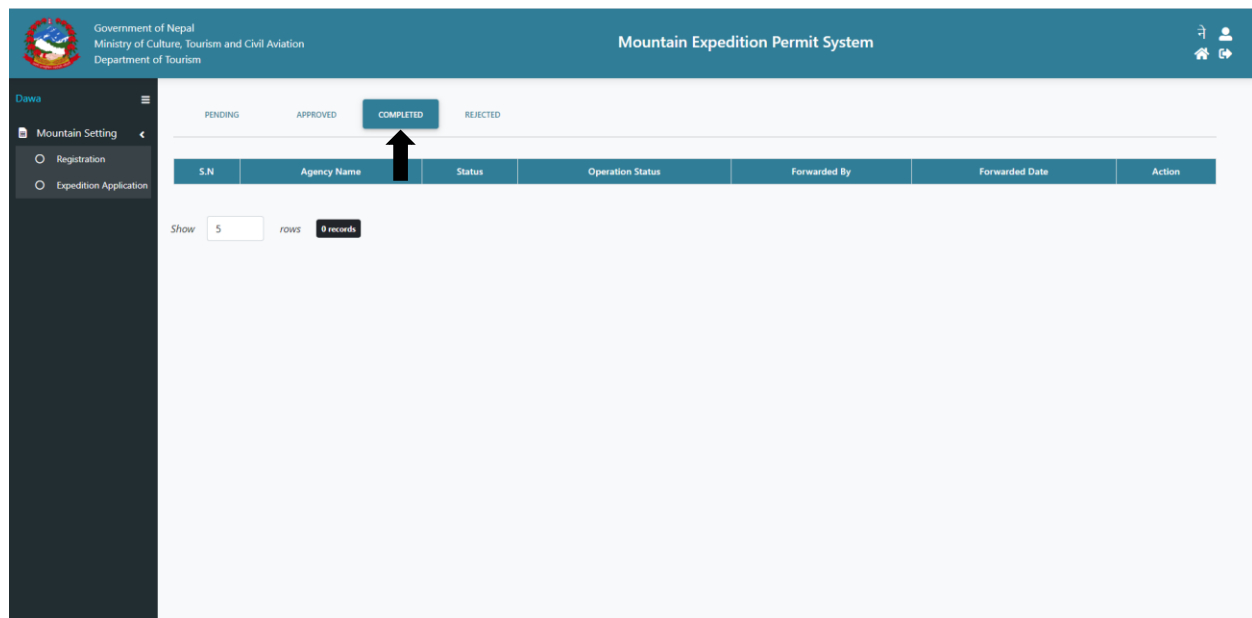 Government of Nepal
Ministry of Culture, Tourism and Civil Aviation
Department of Tourism
Mountain Expedition Permit System
ने
Dawa
Mountain Setting
Registration
Expedition Application
PENDING APPROVED COMPLETED REJECTED
S.N Agency Name Status Operation Status Forwarded By Forwarded Date Action
Show 5 rows 0 records